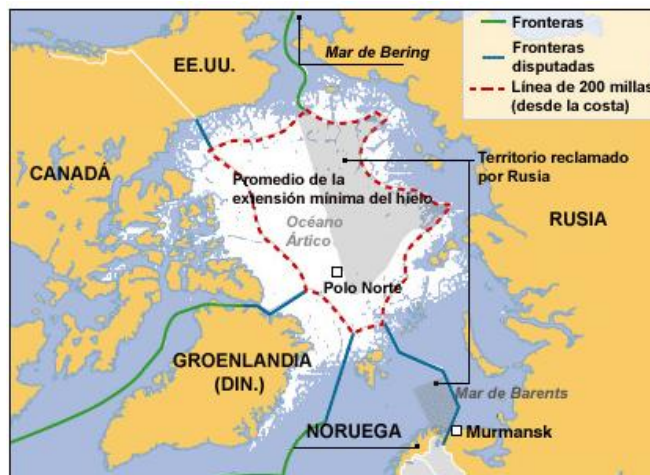 Fronteras
Fronteras
disputadas
Línea de 200 millas
(desde la costa)
Mar de Bering
EE.UU.
CANADÁ
Territorio reclamado
por Rusia
Promedio de la
extensión mínima del hielo
Océano
Ártico
RUSIA
Polo Norte
GROENLANDIA
(DIN.)
Mar de Barents
NORUEGA
Murmansk